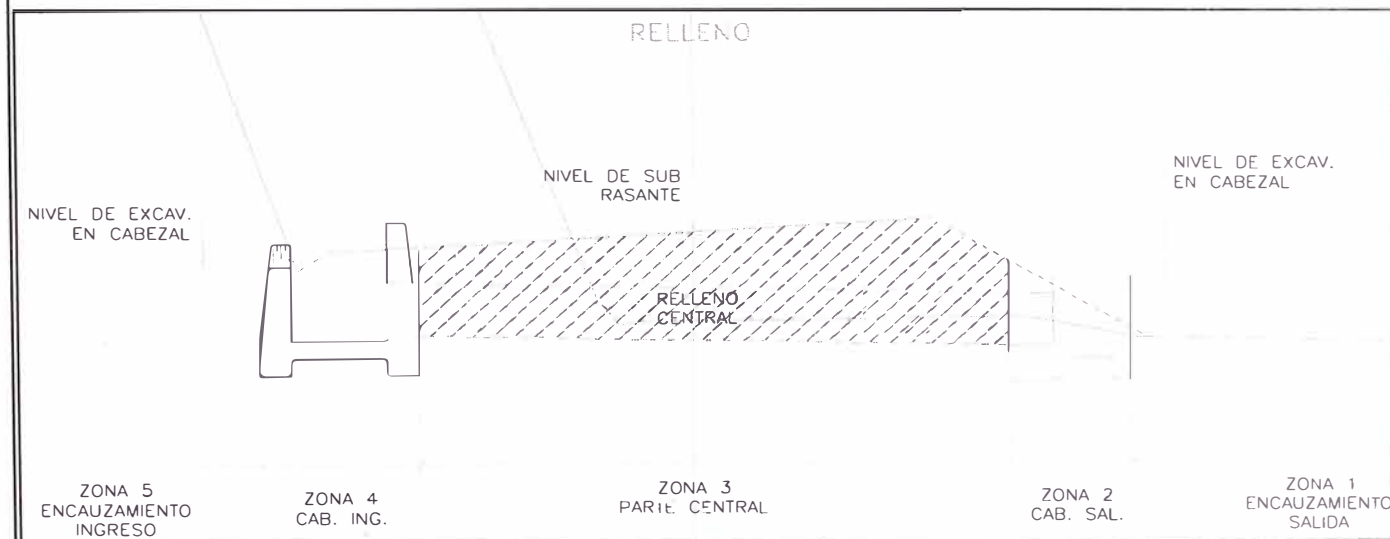 RELLENO
NIVEL DE EXCAV.
EN CABEZAL
NIVEL DE SUB
RASANTE
NIVEL DE EXCAV.
EN CABEZAL
RELLENO
CENTRAL
ZONA 5
ENCAUZAMIENTO
INGRESO
ZONA 4
CAB. ING.
ZONA 3
PARTE CENTRAL
ZONA 2
CAB. SAL.
ZONA 1
ENCAUZAMIENTO
SALIDA